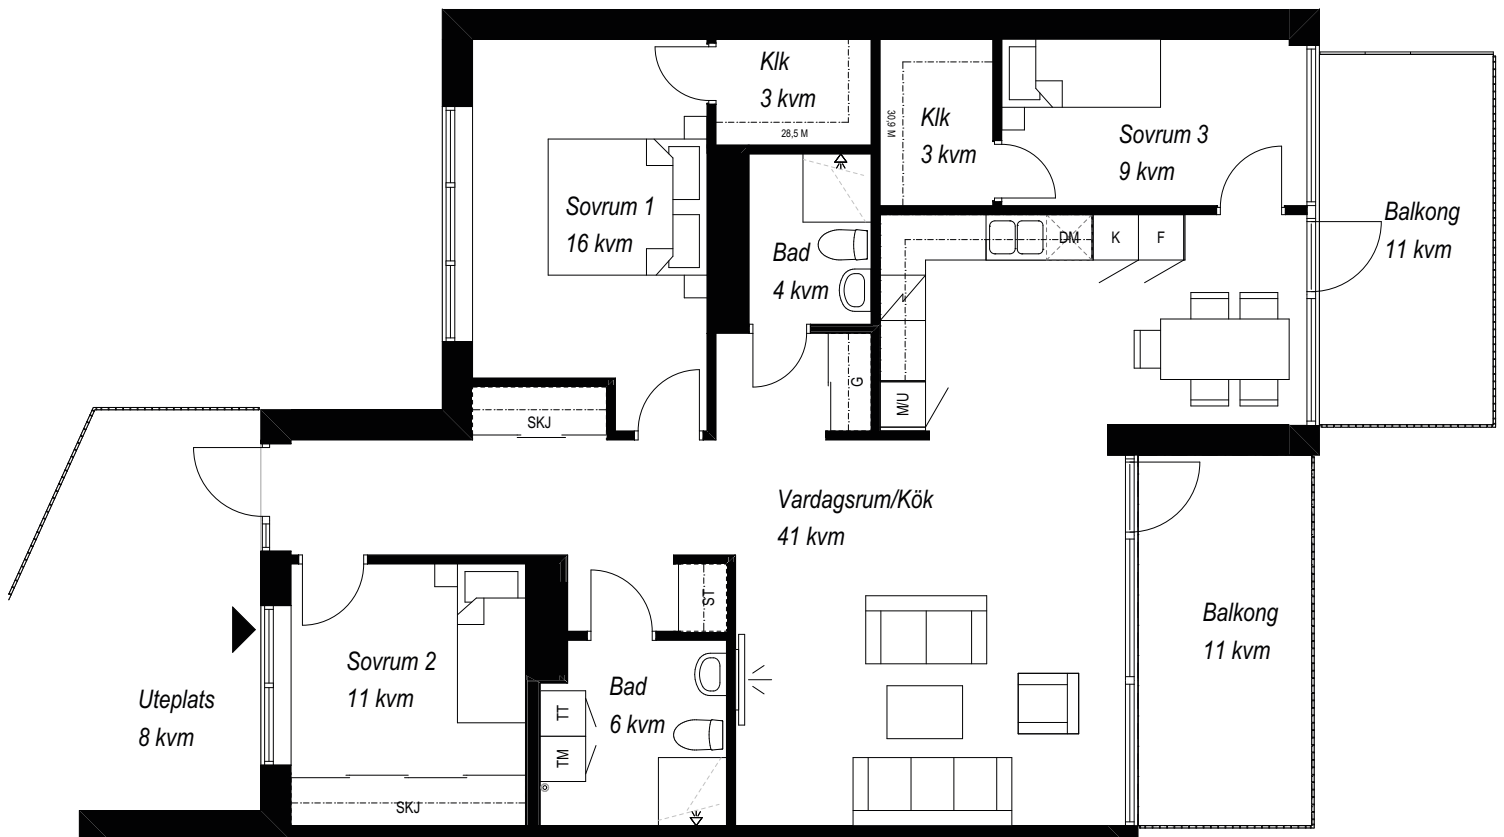 Klk
3 kvm
28,5 M
30,9 M
Klk
3 kvm
Sovrum 3
9 kvm
Sovrum 1
16 kvm
Bad
4 kvm
DM
K
F
Balkong
11 kvm
G
M/U
SKJ
Vardagsrum/Kök
41 kvm
ST
Sovrum 2
11 kvm
Uteplats
8 kvm
Bad
6 kvm
TT
TM
SKJ
Balkong
11 kvm